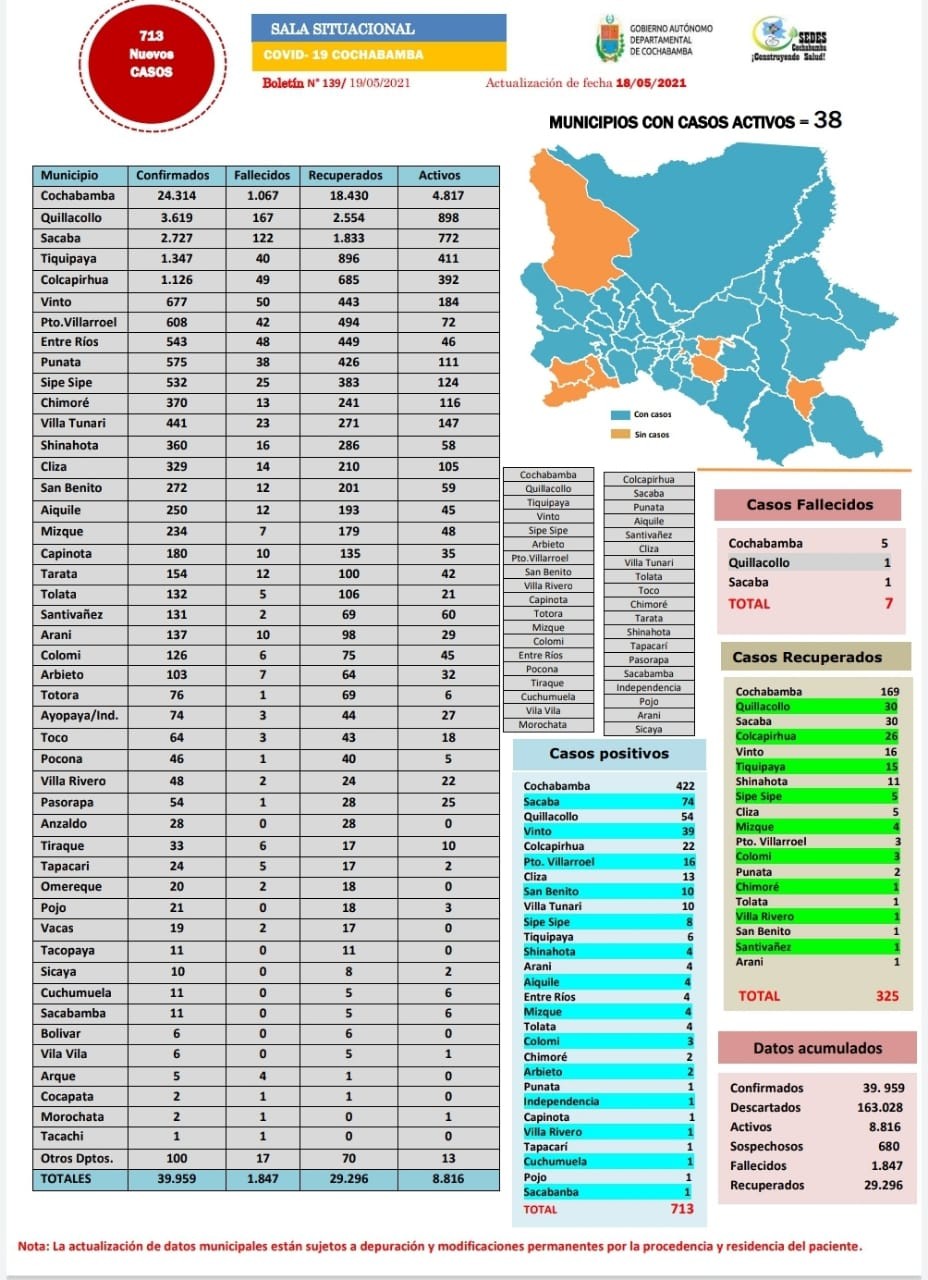 713
Nuevos
CASOS
SALA SITUACIONAL
COVID- 19 COCHABAMBA
Boletín N° 139/ 19/05/2021
Actualización de fecha 18/05/2021
GOBIERNO AUTÓNOMO
DEPARTAMENTAL
DE COCHABAMBA
SEDES
Cochabamba
¡Construyendo Salud!
MUNICIPIOS CON CASOS ACTIVOS = 38
Municipio Confirmados Fallecidos Recuperados Activos
Cochabamba 24.314 1.067 18.430 4.817
Quillacollo 3.619 167 2.554 898
Sacaba 2.727 122 1.833 772
Tiquipaya 1.347 40 896 411
Colcapirhua 1.126 49 685 392
Vinto 677 50 443 184
Pto.Villarroel 608 42 494 72
Entre Ríos 543 48 449 46
Punata 575 38 426 111
Sipe Sipe 532 25 383 124
Chimoré 370 13 241 116
Villa Tunari 441 23 271 147
Shinahota 360 16 286 58
Cliza 329 14 210 105
San Benito 272 12 201 59
Aiquile 250 12 193 45
Mizque 234 7 179 48
Capinota 180 10 135 35
Tarata 154 12 100 42
Tolata 132 5 106 21
Santivañez 131 2 69 60
Arani 137 10 98 29
Colomi 126 6 75 45
Arbieto 103 7 64 32
Totora 76 1 69 6
Ayopaya/Ind. 74 3 44 27
Toco 64 3 43 18
Pocona 46 1 40 5
Villa Rivero 48 2 24 22
Pasorapa 54 1 28 25
Anzaldo 28 0 28 0
Tiraque 33 6 17 10
Tapacari 24 5 17 2
Omereque 20 2 18 0
Pojo 21 0 18 3
Vacas 19 2 17 0
Tacopaya 11 0 11 0
Sicaya 10 0 8 2
Cuchumuela 11 0 5 6
Sacabamba 11 0 5 6
Bolivar 6 0 6 0
Vila Vila 6 0 5 1
Arque 5 4 1 0
Cocapata 2 1 1 0
Morochata 2 1 0 1
Tacachi 1 1 0 0
Otros Dptos. 100 17 70 13
TOTALES 39.959 1.847 29.296 8.816
Con casos
Sin casos
Cochabamba
Quillacollo
Tiquipaya
Vinto
Sipe Sipe
Arbieto
Pto.Villarroel
San Benito
Villa Rivero
Capinota
Totora
Mizque
Colomi
Entre Ríos
Pocona
Tiraque
Cuchumuela
Vila Vila
Morochata
Colcapirhua
Sacaba
Punata
Aiquile
Santivañez
Cliza
Villa Tunari
Tolata
Toco
Chimoré
Tarata
Shinahota
Tapacarí
Pasorapa
Sacabamba
Independencia
Pojo
Arani
Sicaya
Casos positivos
Cochabamba 422
Sacaba 74
Quillacollo 54
Vinto 39
Colcapirhua 22
Pto. Villarroel 16
Cliza 13
San Benito 10
Villa Tunari 10
Sipe Sipe 8
Tiquipaya 6
Shinahota 4
Arani 4
Aiquile 4
Entre Ríos 4
Mizque 4
Tolata 4
Colomi 3
Chimoré 2
Arbieto 2
Punata 1
Independencia 1
Capinota 1
Villa Rivero 1
Tapacarí 1
Cuchumuela 1
Pojo 1
Sacabanba 1
TOTAL 713
Casos Fallecidos
Cochabamba 5
Quillacollo 1
Sacaba 1
TOTAL 7
Casos Recuperados
Cochabamba 169
Quillacollo 30
Sacaba 30
Colcapirhua 26
Vinto 16
Tiquipaya 15
Shinahota 11
Sipe Sipe 5
Cliza 5
Mizque 4
Pto. Villarroel 3
Colomi 3
Punata 2
Chimoré 1
Tolata 1
Villa Rivero 1
San Benito 1
Santivañez 1
Arani 1
TOTAL 325
Datos acumulados
Confirmados 39. 959
Descartados 163.028
Activos 8.816
Sospechosos 680
Fallecidos 1.847
Recuperados 29.296
Nota: La actualización de datos municipales están sujetos a depuración y modificaciones permanentes por la procedencia y residencia del paciente.